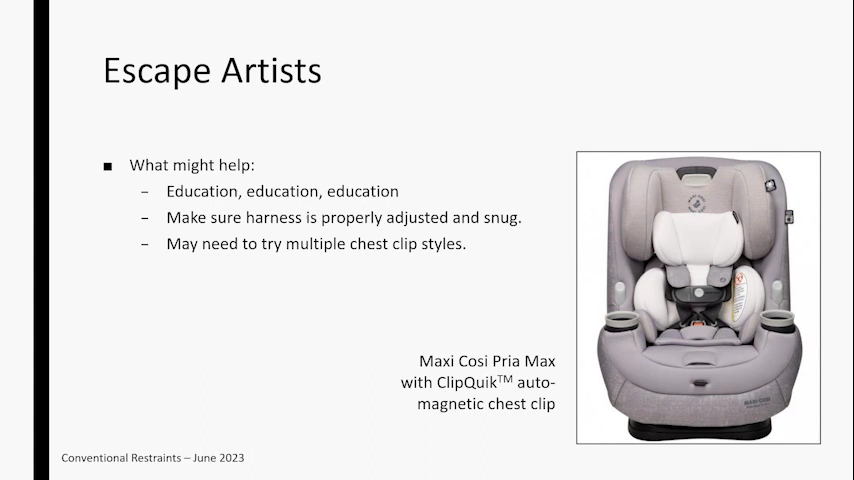 Escape Artists
■ What might help:
– Education, education, education
– Make sure harness is properly adjusted and snug.
– May need to try multiple chest clip styles.
Maxi Cosi Pria Max
with ClipQuik™ auto-
magnetic chest clip
MAXI-COSI
Conventional Restraints – June 2023